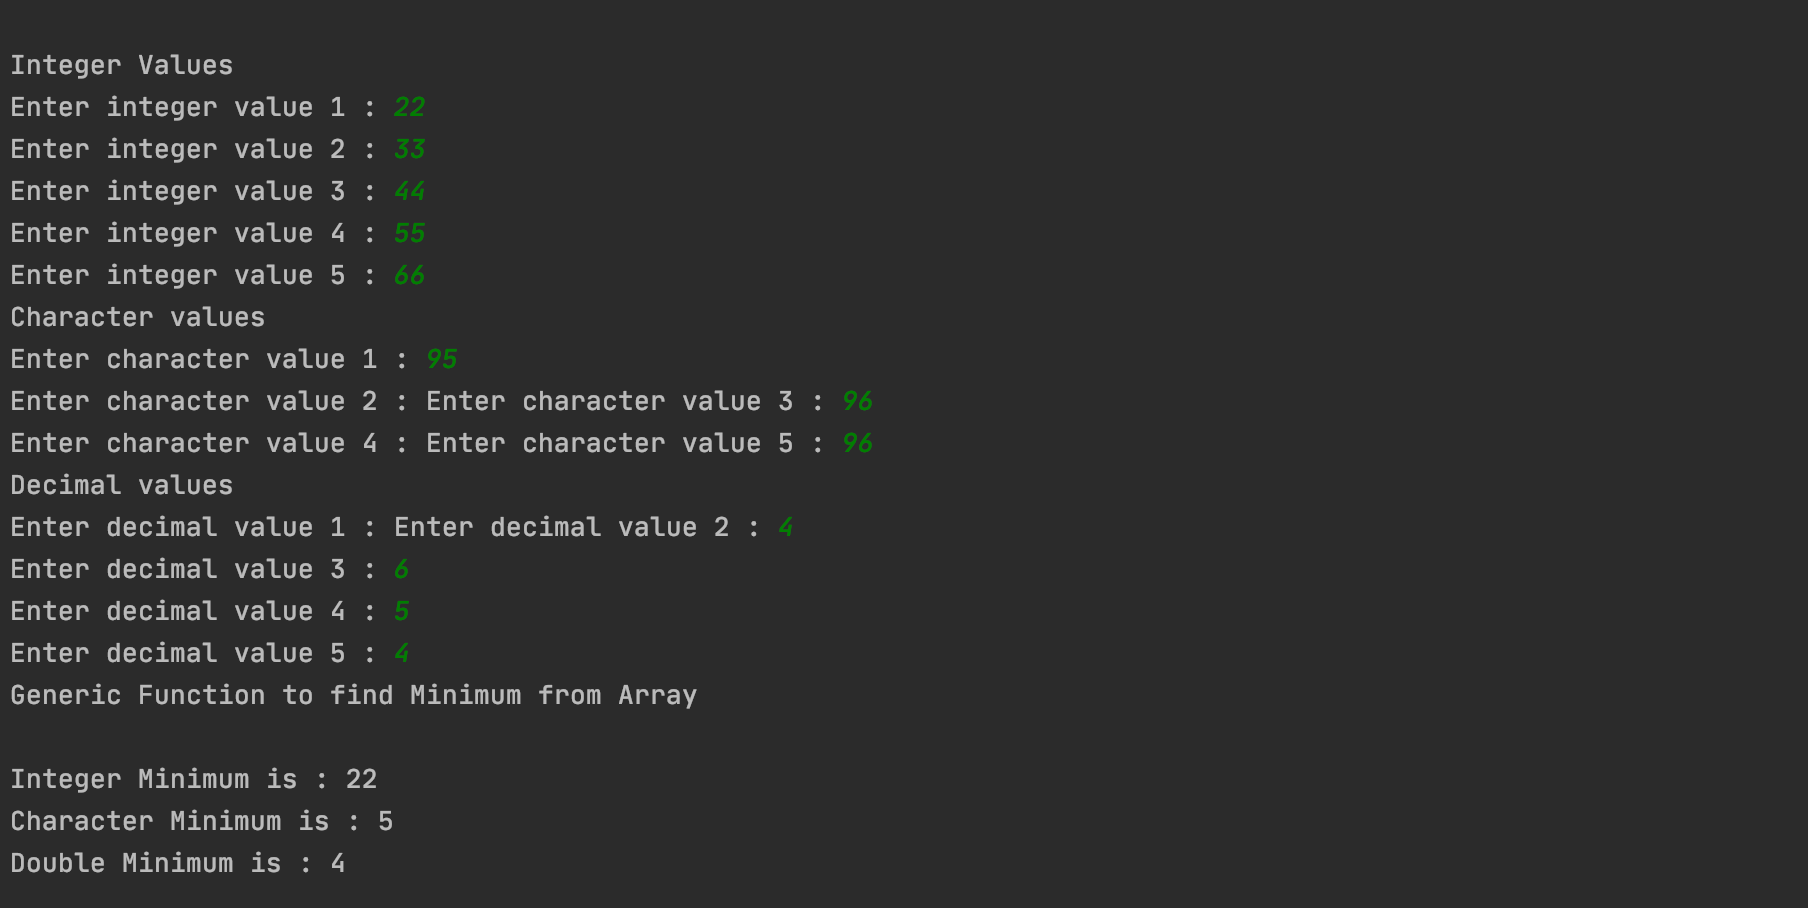 Integer Values
Enter integer value 1 : 22
Enter integer value 2 : 33
Enter integer value 3 : 44
Enter integer value 4 : 55
Enter integer value 5 : 66
Character values
Enter character value 1 : 95
Enter character value 2 : Enter character value 3 : 96
Enter character value 4 : Enter character value 5 : 96
Decimal values
Enter decimal value 1 : Enter decimal value 2 : 4
Enter decimal value 3 : 6
Enter decimal value 4 : 5
Enter decimal value 5 : 4
Generic Function to find Minimum from Array
Integer Minimum is : 22
Character Minimum is : 5
Double Minimum is : 4